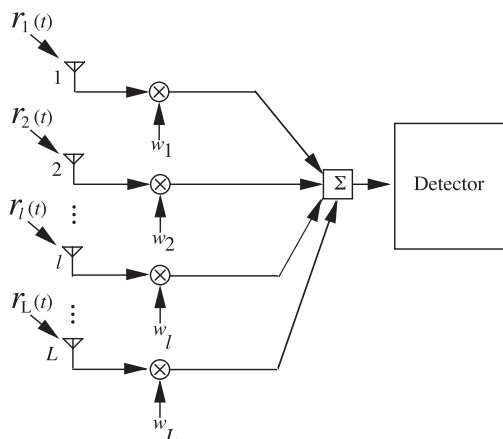 r1(t)
1
w1
r2(t)
2
w2
⋮
rl(t)
l
wl
⋮
rL(t)
L
wL
Σ
Detector